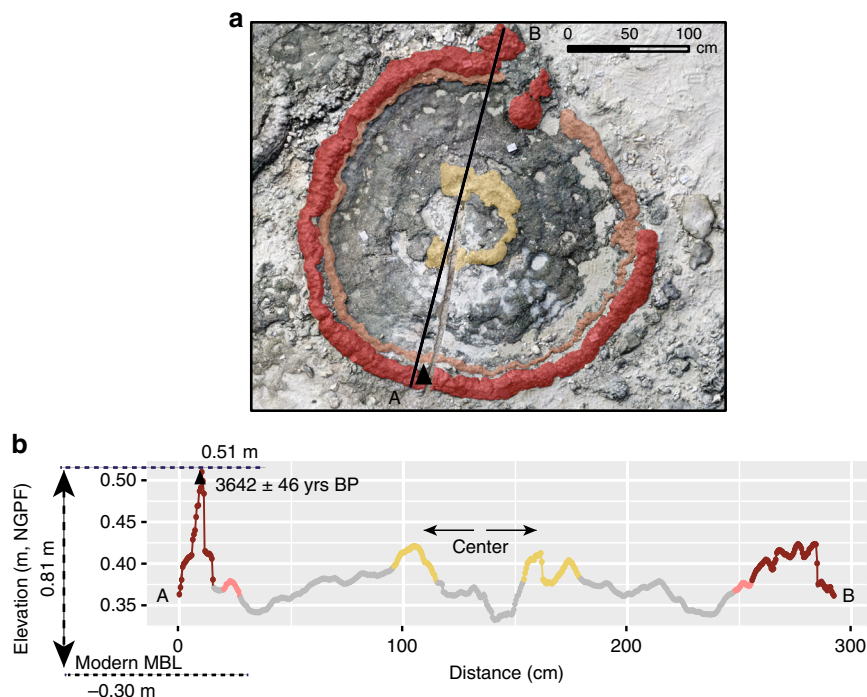 a
B
0 50 100
cm
A
b
0.51 m
3642 ± 46 yrs BP
Elevation (m, NGPF)
0.81 m
0.50
0.45
0.40
0.35
Center
A
B
Modern MBL
–0.30 m
0
100
200
300
Distance (cm)